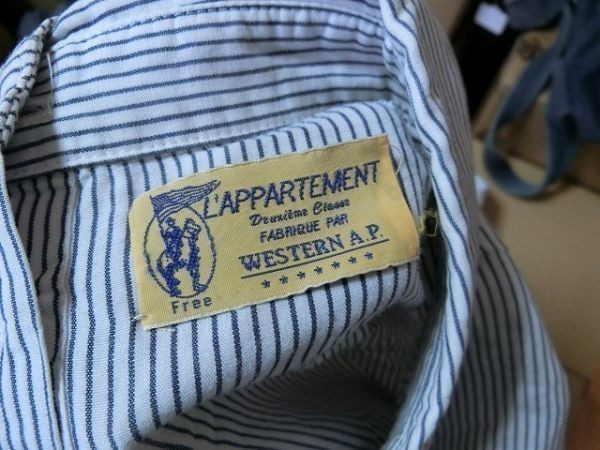 L'APPARTEMENT
Deuxième Classe
FABRIQUE PAR
WESTERN A.P.
Free